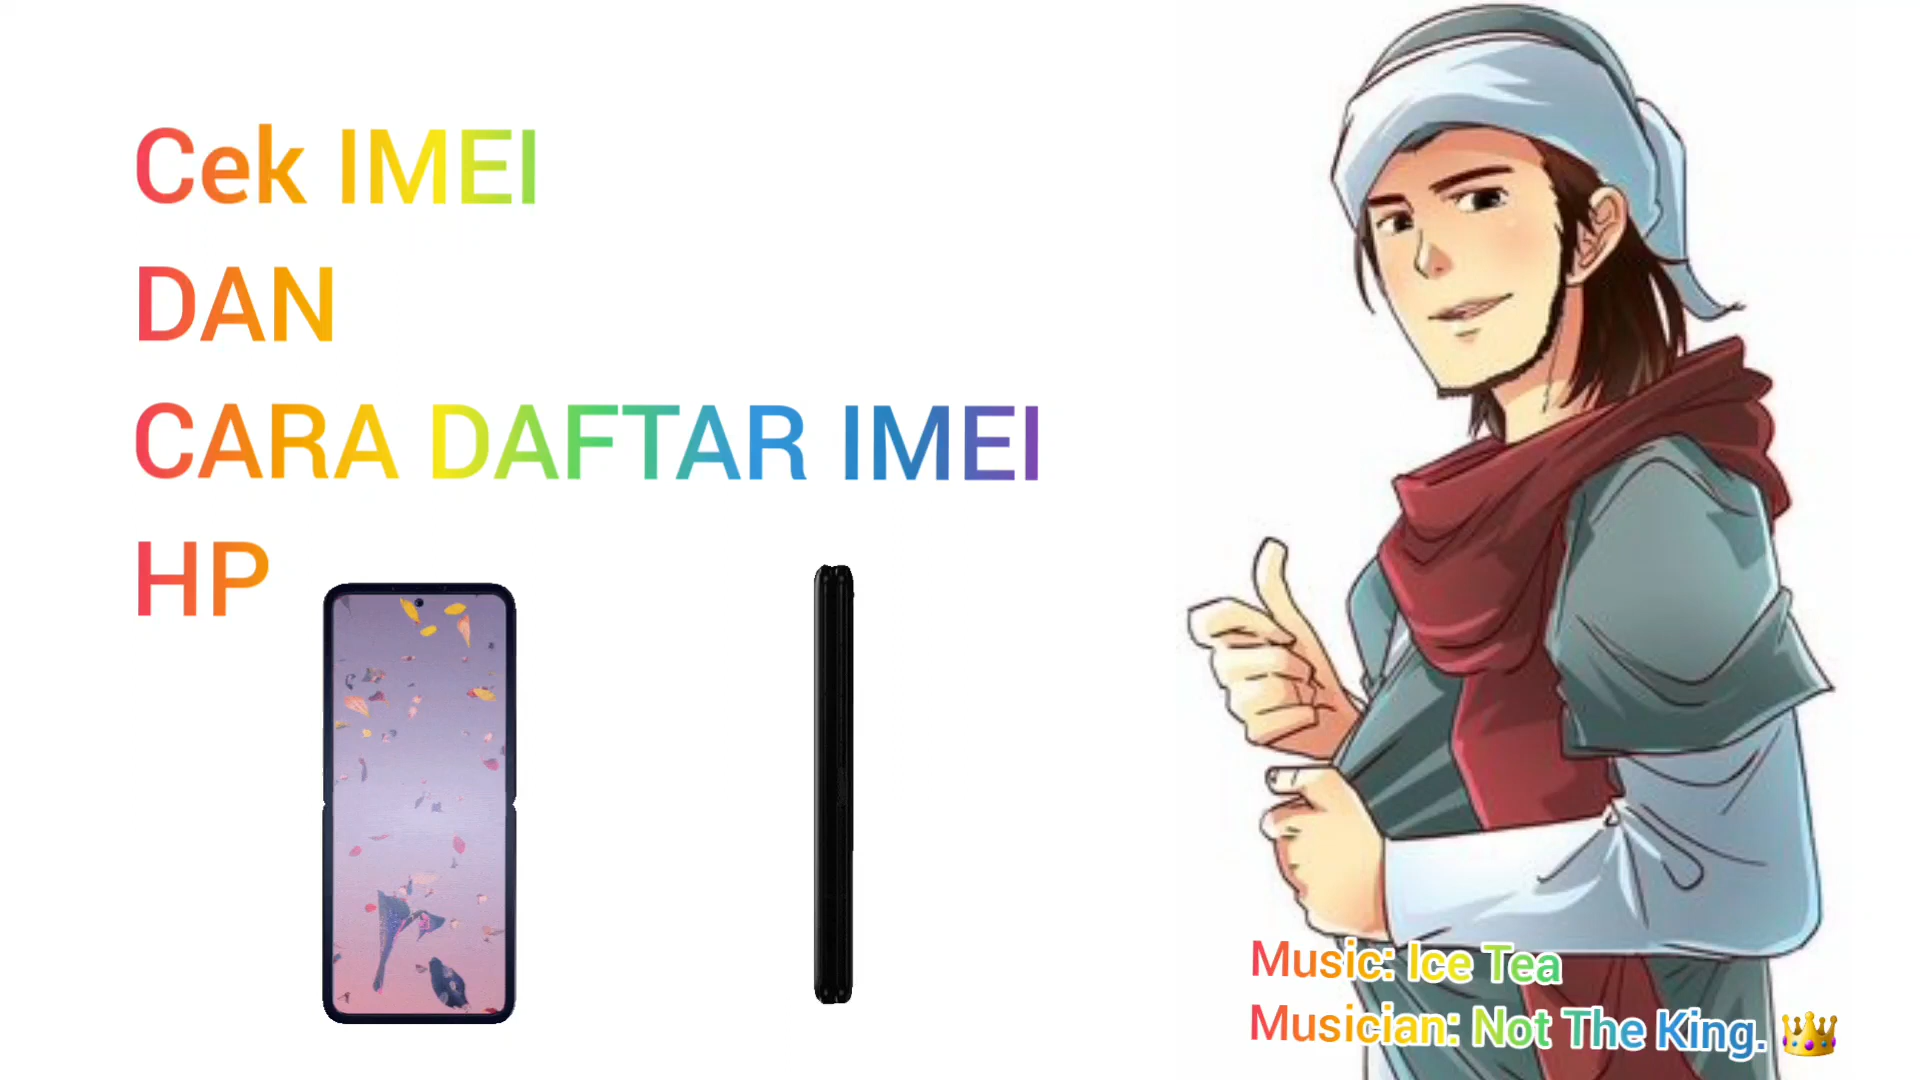 Cek IMEI
DAN
CARA DAFTAR IMEI
HP
Music: Ice Tea
Musician: Not The King. 👑